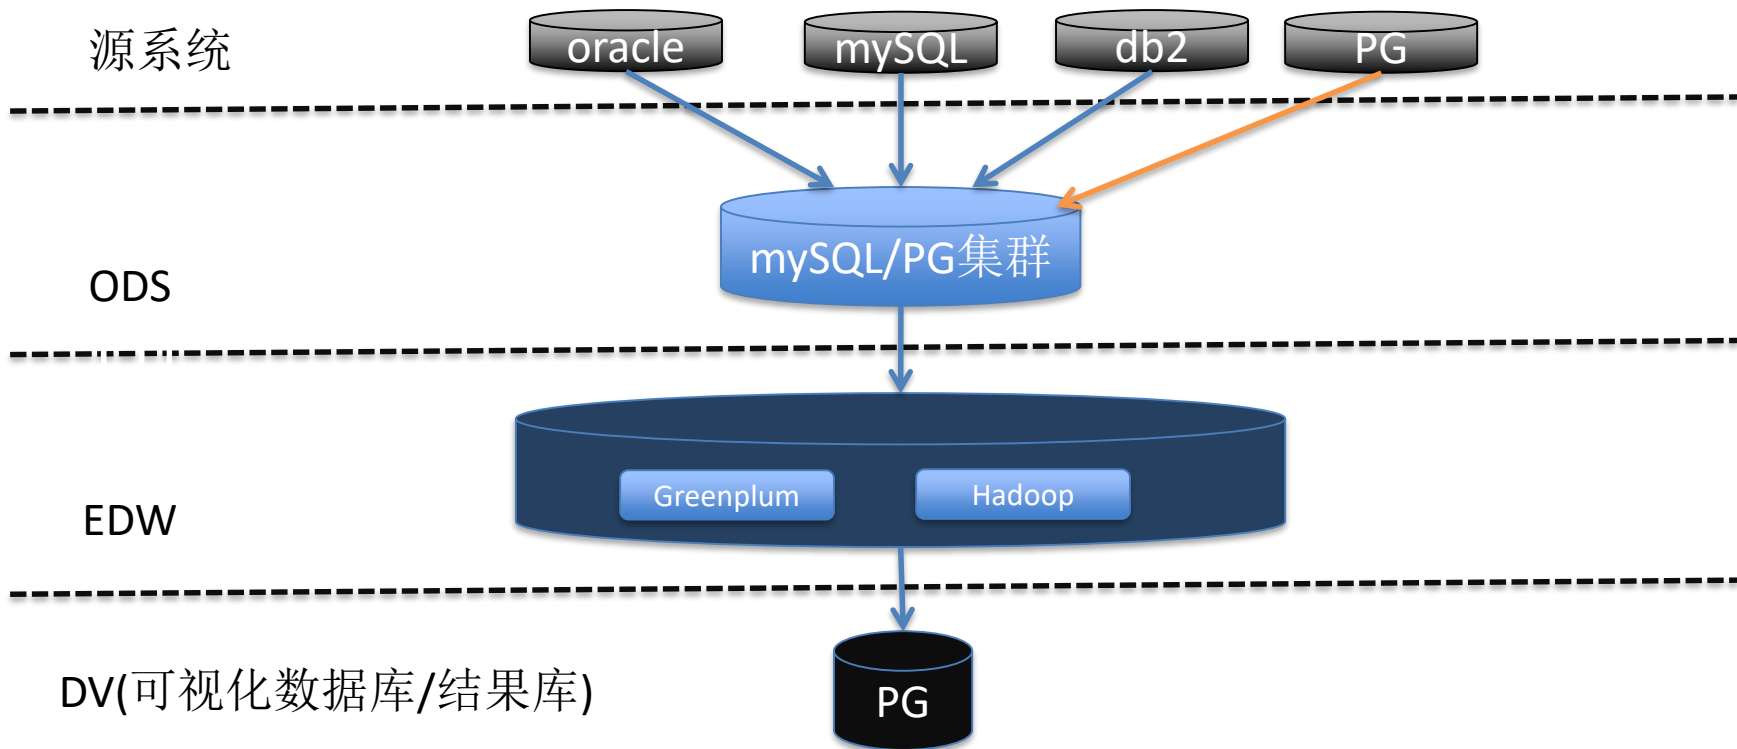 源系统
oracle
mySQL
db2
PG
mySQL/PG集群
ODS
Greenplum
Hadoop
EDW
DV(可视化数据库/结果库)
PG